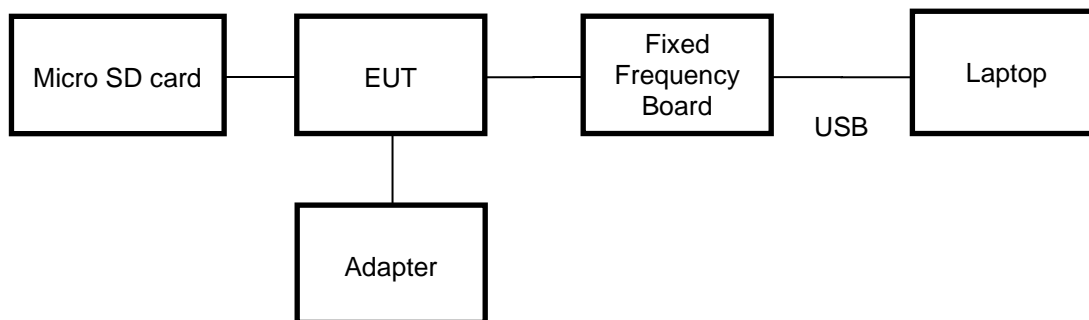 Micro SD card
EUT
Fixed
Frequency
Board
USB
Laptop
Adapter